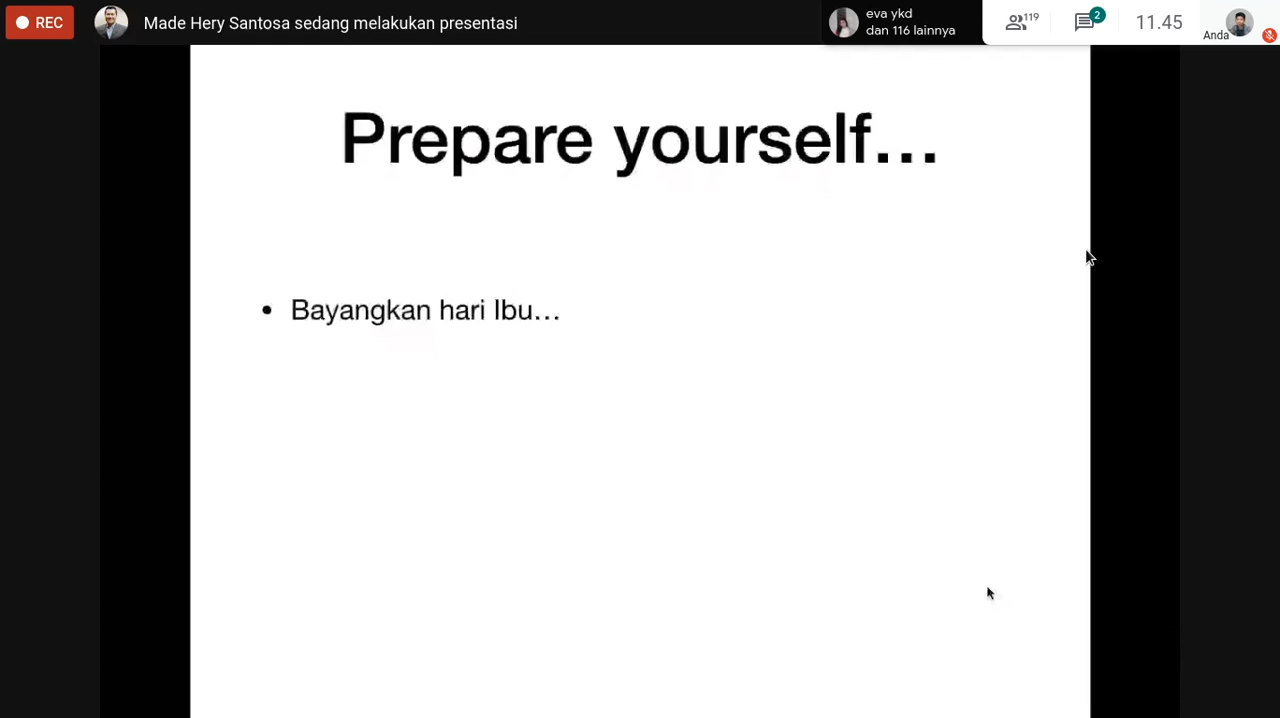 REC
Made Hery Santosa sedang melakukan presentasi
eva ykd
dan 116 lainnya
119
2
11.45
Anda
Prepare yourself...
• Bayangkan hari Ibu...